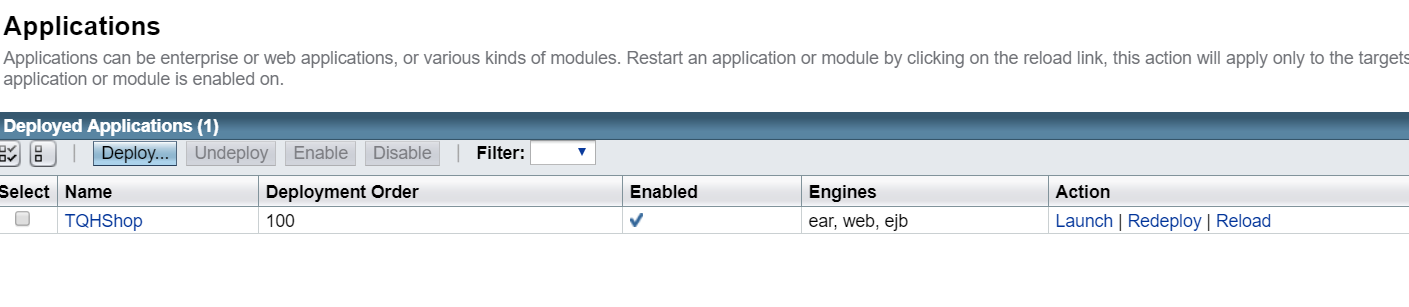 Applications
Applications can be enterprise or web applications, or various kinds of modules. Restart an application or module by clicking on the reload link, this action will apply only to the targets
application or module is enabled on.
Deployed Applications (1)
Deploy... Undeploy Enable Disable Filter:
Select Name Deployment Order Enabled Engines Action
TQHShop 100 ear, web, ejb Launch | Redeploy | Reload